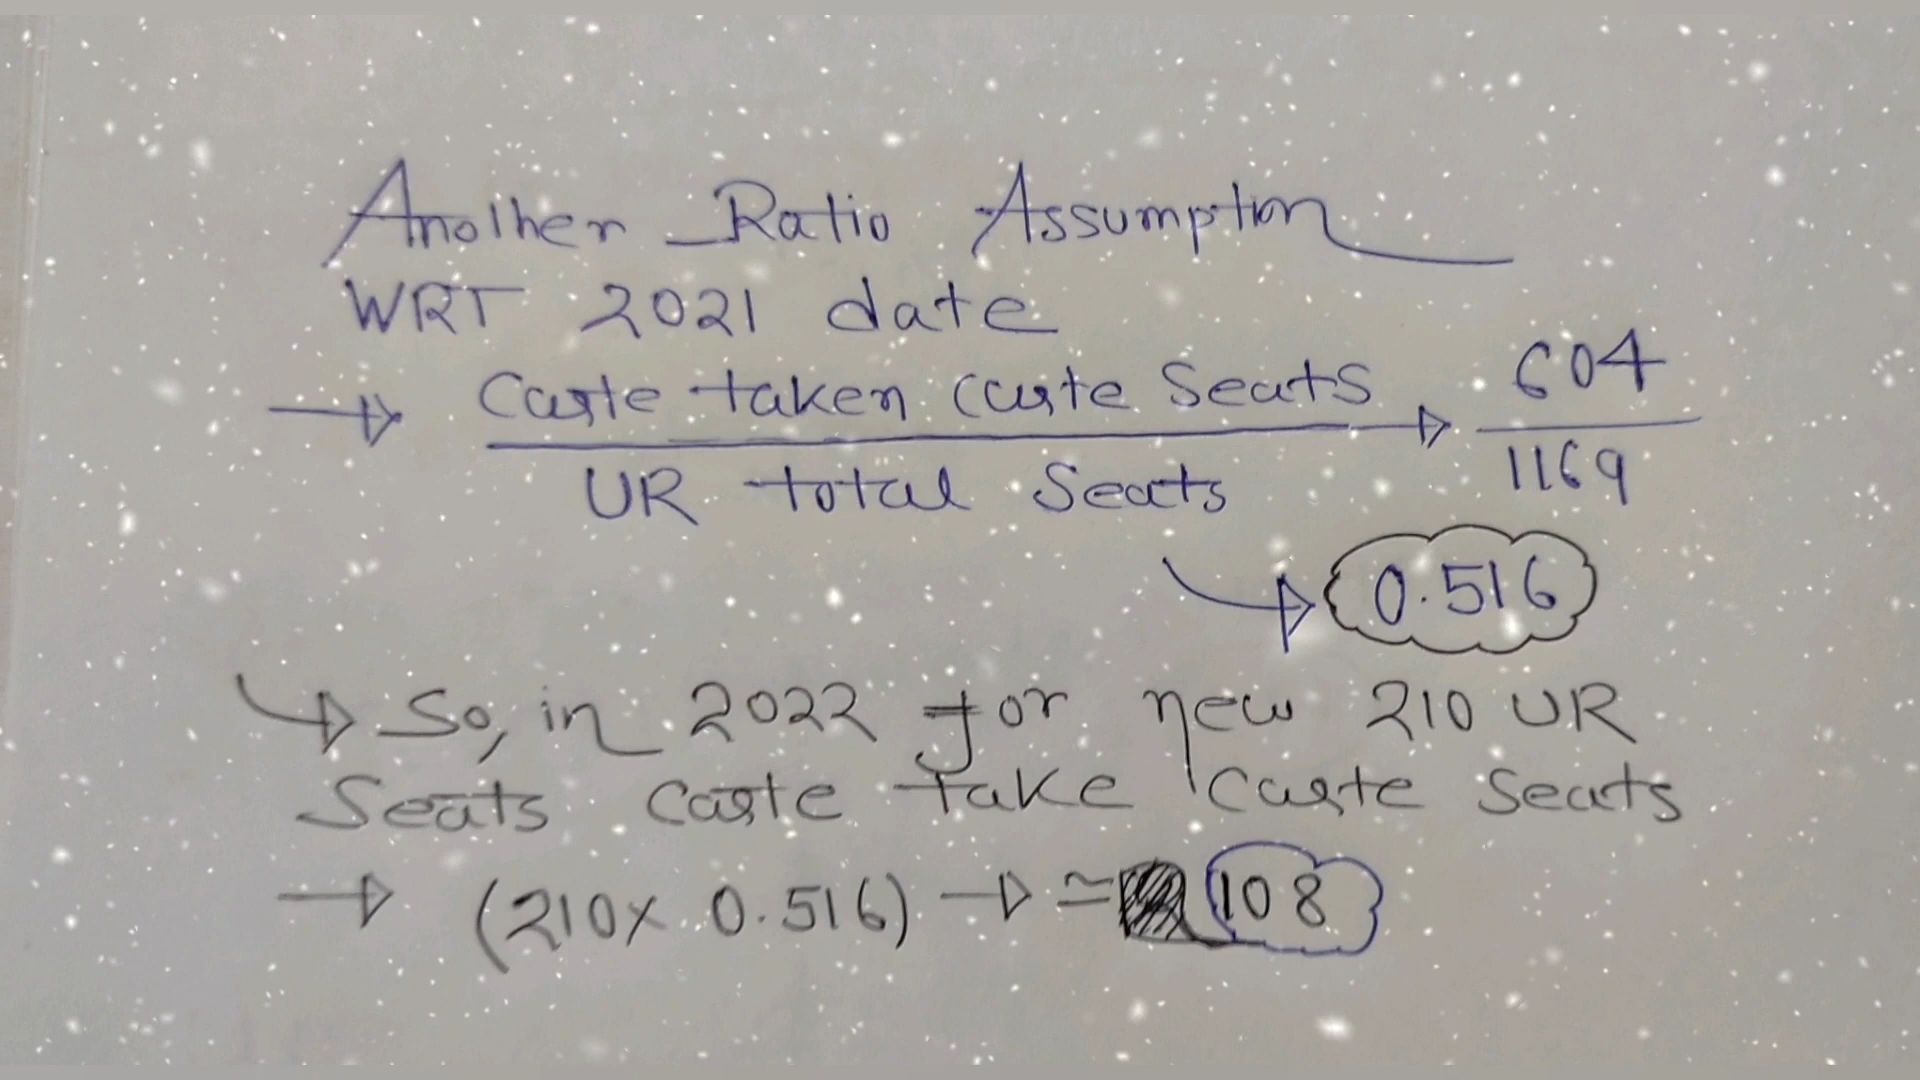 Another Ratio Assumption
WRT 2021 date
→ Caste taken caste Seats → 604
UR total Seats 1169
→ 0.516
→ So, in 2022 for new 210 UR
Seats Caste take Caste Seats
→ (210x 0.516) → ≃ 108